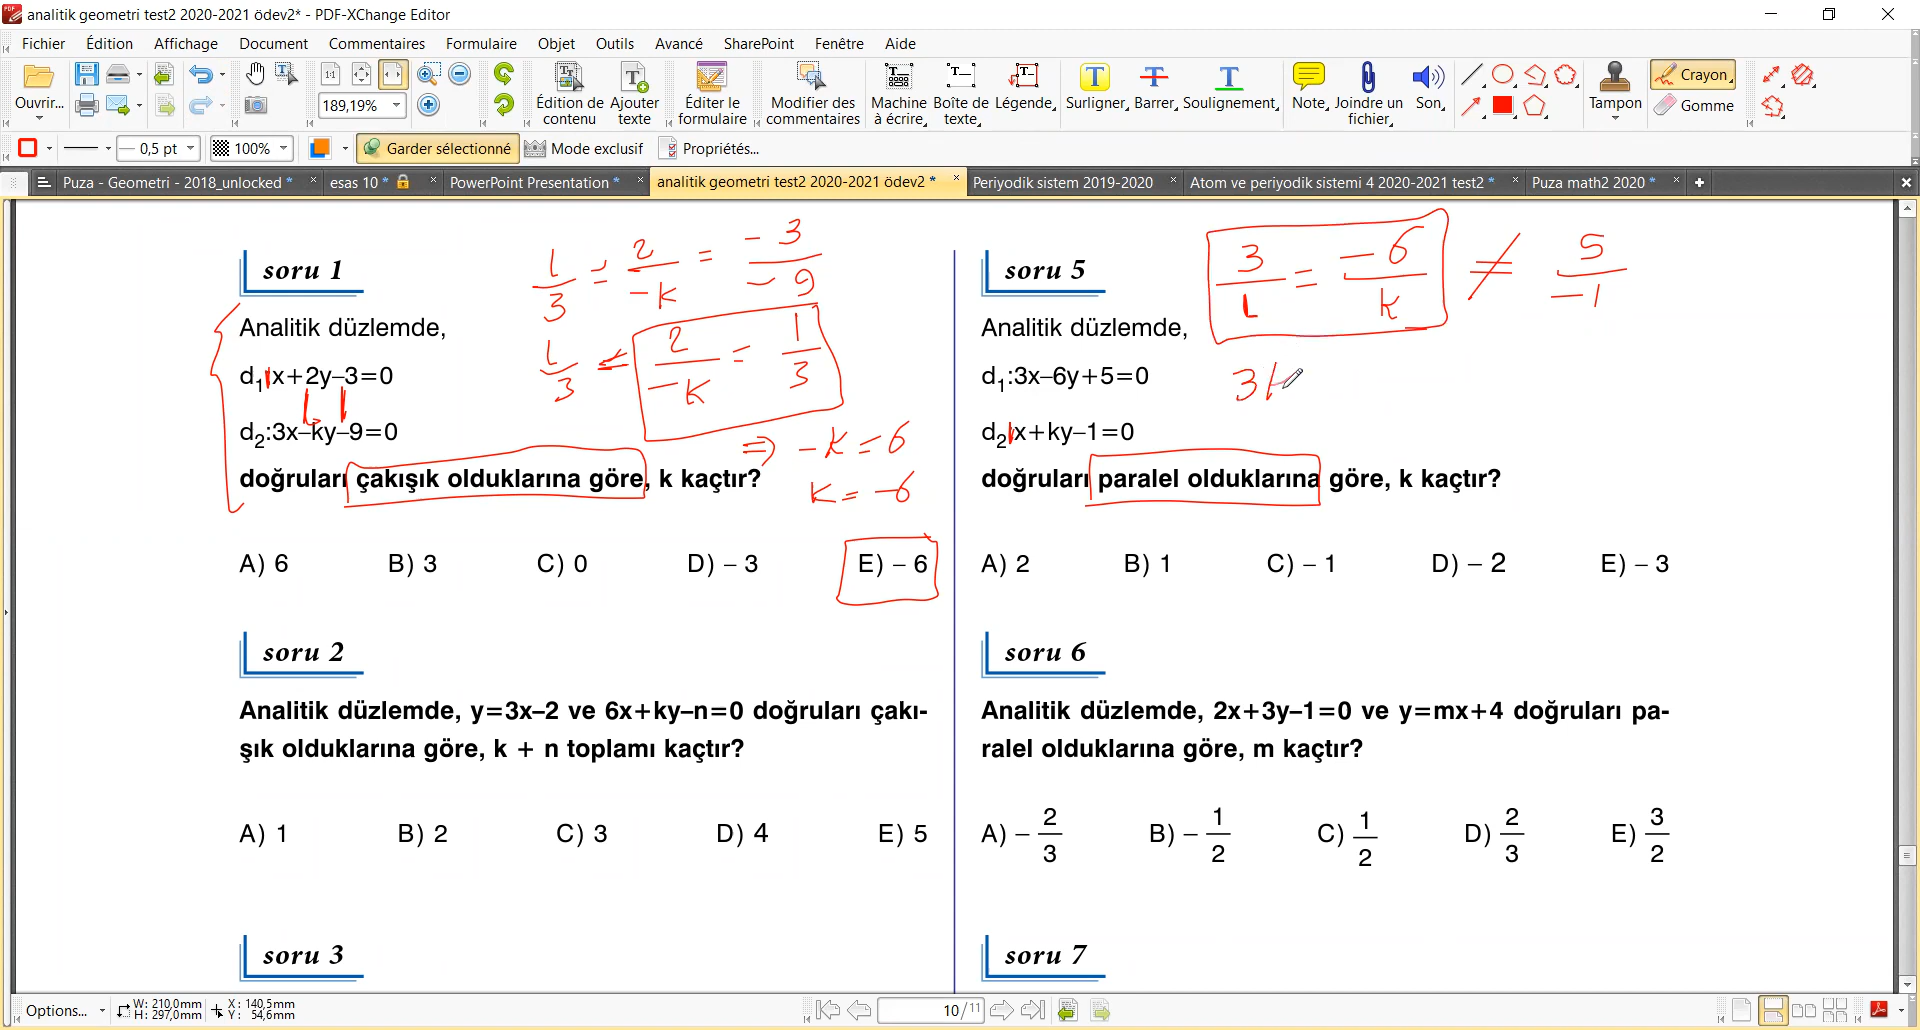 analitik geometri test2 2020-2021 ödev2* - PDF-XChange Editor
Fichier Édition Affichage Document Commentaires Formulaire Objet Outils Avancé SharePoint Fenêtre Aide
Ouvrir... 189,19% Édition de contenu Ajouter texte Éditer le formulaire Modifier des commentaires Machine à écrire Boîte de texte Légende Surligner Barrer Soulignement Note Joindre un fichier Son Tampon Crayon Gomme
0,5 pt 100% Garder sélectionné Mode exclusif Propriétés...
Puza - Geometri - 2018_unlocked * esas 10 * PowerPoint Presentation * analitik geometri test2 2020-2021 ödev2 * Periyodik sistem 2019-2020 Atom ve periyodik sistemi 4 2020-2021 test2 * Puza math2 2020 *
soru 1
1/3 = 2/-k = -3/-9
Analitik düzlemde,
1/3 = 2/-k = 1/3
d1:1x+2y–3=0
d2:3x–ky–9=0
=> -k = 6
doğruları çakışık olduklarına göre, k kaçtır?
k = -6
A) 6 B) 3 C) 0 D) – 3 E) – 6
soru 2
Analitik düzlemde, y=3x–2 ve 6x+ky–n=0 doğruları çakı-
şık olduklarına göre, k + n toplamı kaçtır?
A) 1 B) 2 C) 3 D) 4 E) 5
soru 3
soru 5
3/1 = -6/k ≠ 5/-1
Analitik düzlemde,
d1:3x–6y+5=0
3k
d2:1x+ky–1=0
doğruları paralel olduklarına göre, k kaçtır?
A) 2 B) 1 C) – 1 D) – 2 E) – 3
soru 6
Analitik düzlemde, 2x+3y–1=0 ve y=mx+4 doğruları pa-
ralel olduklarına göre, m kaçtır?
A) – 2/3 B) – 1/2 C) 1/2 D) 2/3 E) 3/2
soru 7
Options... W: 210,0mm H: 297,0mm X: 140,5mm Y: 54,6mm 10/11